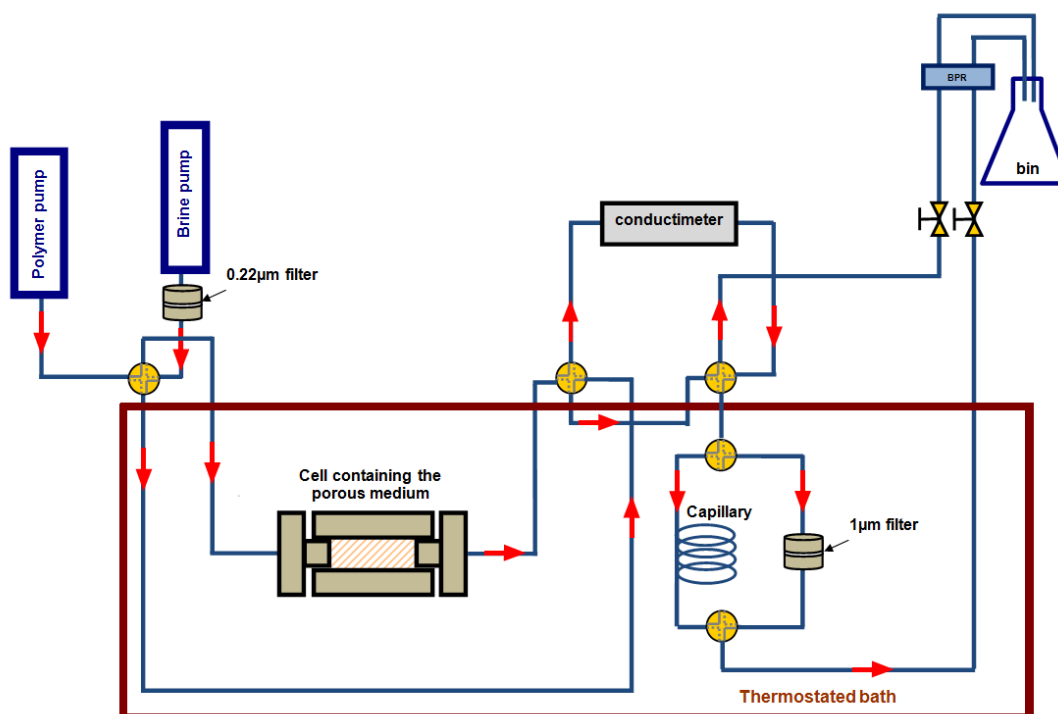 BPR
bin
Polymer pump
Brine pump
0.22µm filter
conductimeter
Cell containing the
porous medium
Capillary
1µm filter
Thermostated bath